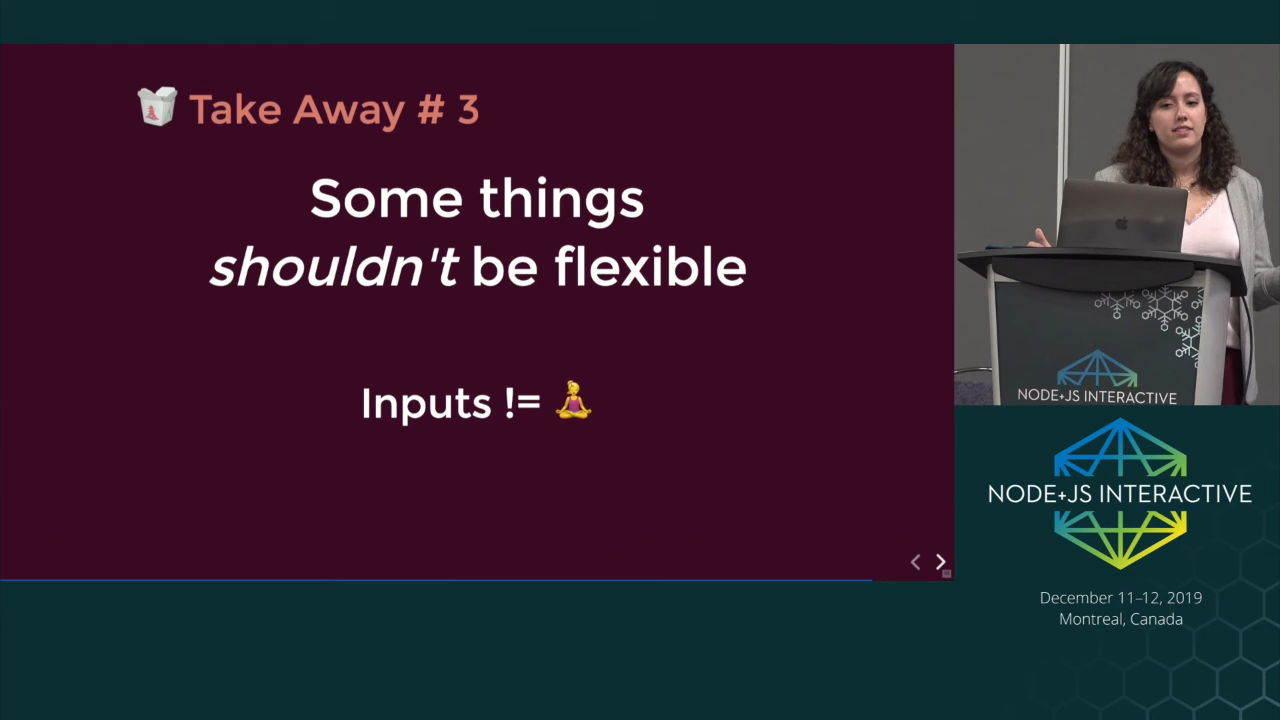 Take Away # 3
Some things
shouldn't be flexible
Inputs !=
NODE+JS INTERACTIVE
NODE+JS INTERACTIVE
December 11–12, 2019
Montreal, Canada